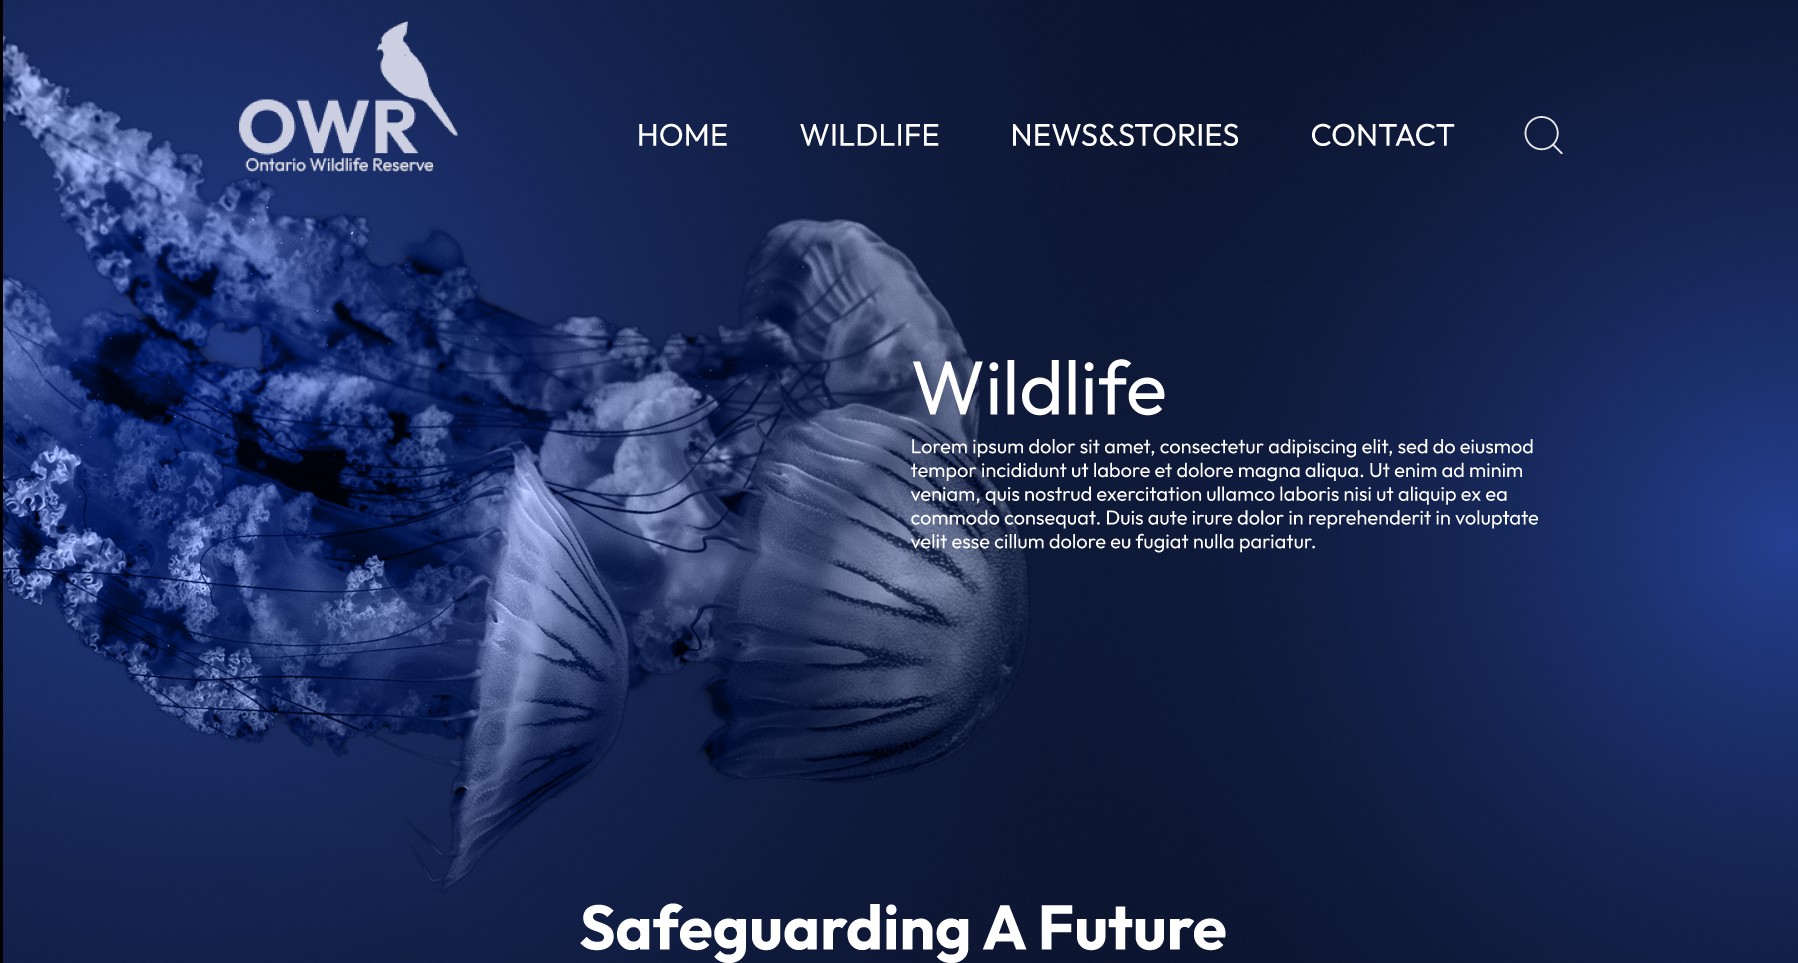 OWR
Ontario Wildlife Reserve
HOME WILDLIFE NEWS&STORIES CONTACT
Wildlife
Lorem ipsum dolor sit amet, consectetur adipiscing elit, sed do eiusmod
tempor incididunt ut labore et dolore magna aliqua. Ut enim ad minim
veniam, quis nostrud exercitation ullamco laboris nisi ut aliquip ex ea
commodo consequat. Duis aute irure dolor in reprehenderit in voluptate
velit esse cillum dolore eu fugiat nulla pariatur.
Safeguarding A Future